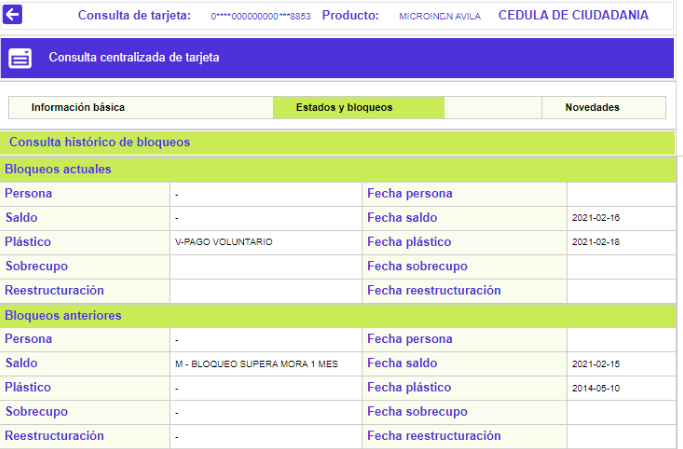 Consulta de tarjeta: 0****000000000***8853 Producto: AVILA CEDULA DE CIUDADANIA
Consulta centralizada de tarjeta
Información básica Estados y bloqueos Novedades
Consulta histórico de bloqueos
Bloqueos actuales
Persona - Fecha persona
Saldo - Fecha saldo 2021-02-16
Plástico V-PAGO VOLUNTARIO Fecha plástico 2021-02-18
Sobrecupo Fecha sobrecupo
Reestructuración Fecha reestructuración
Bloqueos anteriores
Persona - Fecha persona
Saldo M - BLOQUEO SUPERA MORA 1 MES Fecha saldo 2021-02-15
Plástico - Fecha plástico 2014-05-10
Sobrecupo - Fecha sobrecupo
Reestructuración - Fecha reestructuración